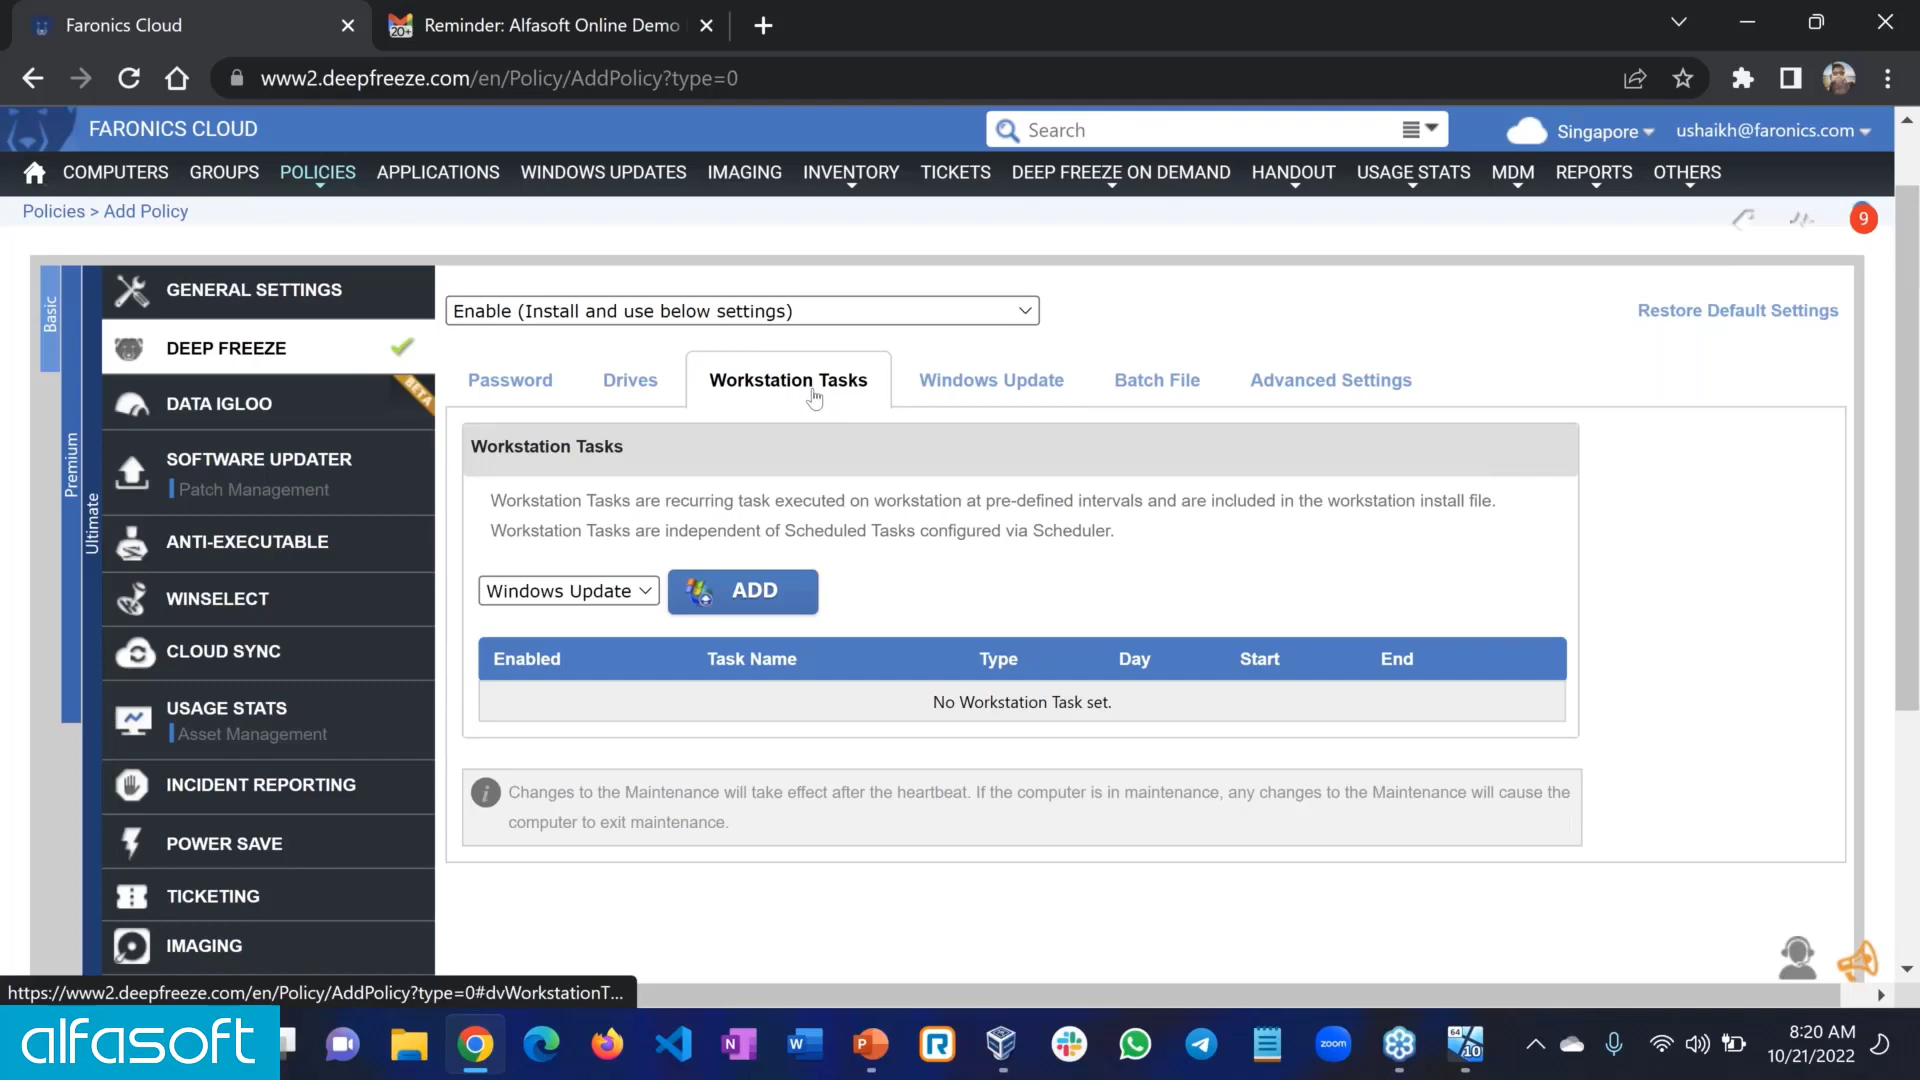 Faronics Cloud
20+
Reminder: Alfasoft Online Demo
www2.deepfreeze.com/en/Policy/AddPolicy?type=0
FARONICS CLOUD
Search
Singapore
ushaikh@faronics.com
COMPUTERS GROUPS POLICIES APPLICATIONS WINDOWS UPDATES IMAGING INVENTORY TICKETS DEEP FREEZE ON DEMAND HANDOUT USAGE STATS MDM REPORTS OTHERS
Policies > Add Policy
9
Basic
Premium
Ultimate
GENERAL SETTINGS
DEEP FREEZE
DATA IGLOO
BETA
SOFTWARE UPDATER
Patch Management
ANTI-EXECUTABLE
WINSELECT
CLOUD SYNC
USAGE STATS
Asset Management
INCIDENT REPORTING
POWER SAVE
TICKETING
IMAGING
Enable (Install and use below settings)
Restore Default Settings
Password Drives Workstation Tasks Windows Update Batch File Advanced Settings
Workstation Tasks
Workstation Tasks are recurring task executed on workstation at pre-defined intervals and are included in the workstation install file.
Workstation Tasks are independent of Scheduled Tasks configured via Scheduler.
Windows Update
ADD
Enabled Task Name Type Day Start End
No Workstation Task set.
Changes to the Maintenance will take effect after the heartbeat. If the computer is in maintenance, any changes to the Maintenance will cause the
computer to exit maintenance.
https://www2.deepfreeze.com/en/Policy/AddPolicy?type=0#dvWorkstationT...
alfasoft
zoom
64
10
8:20 AM
10/21/2022